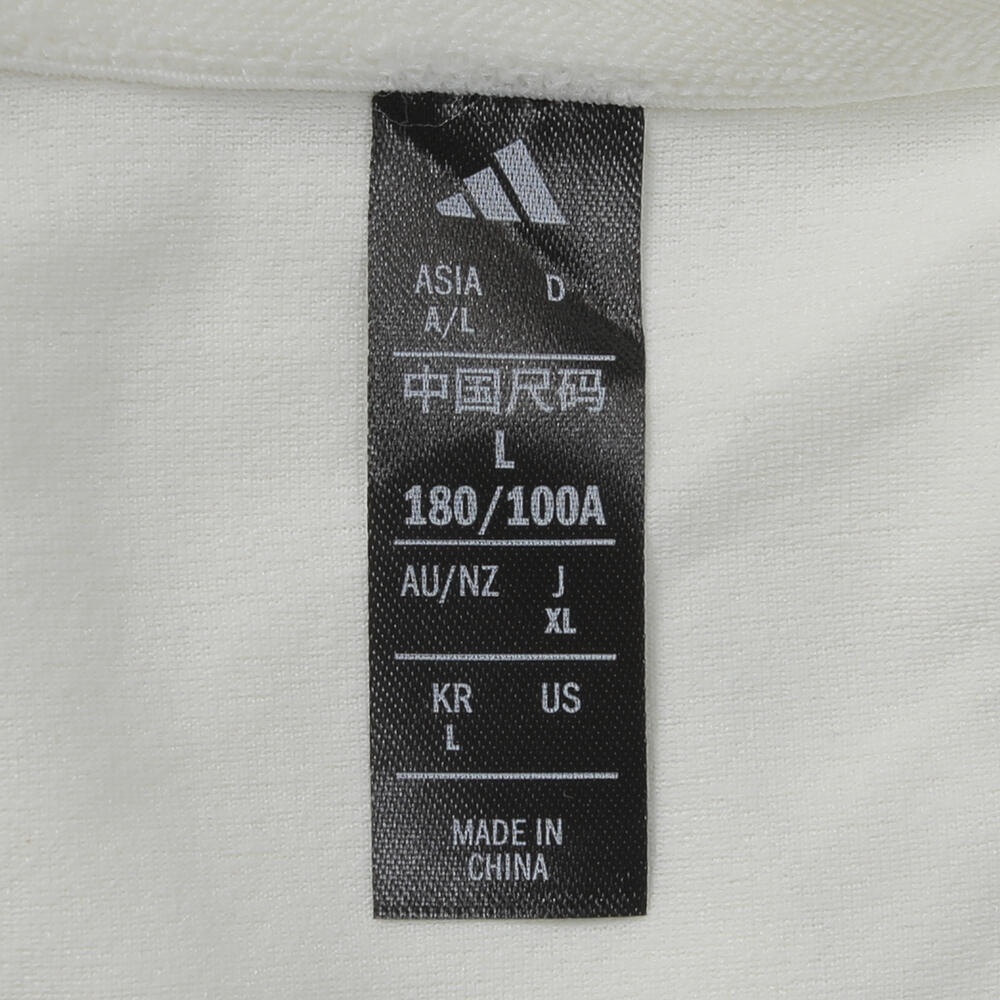 ASIA D
A/L
中国尺码
L
180/100A
AU/NZ J
XL
KR US
L
MADE IN
CHINA